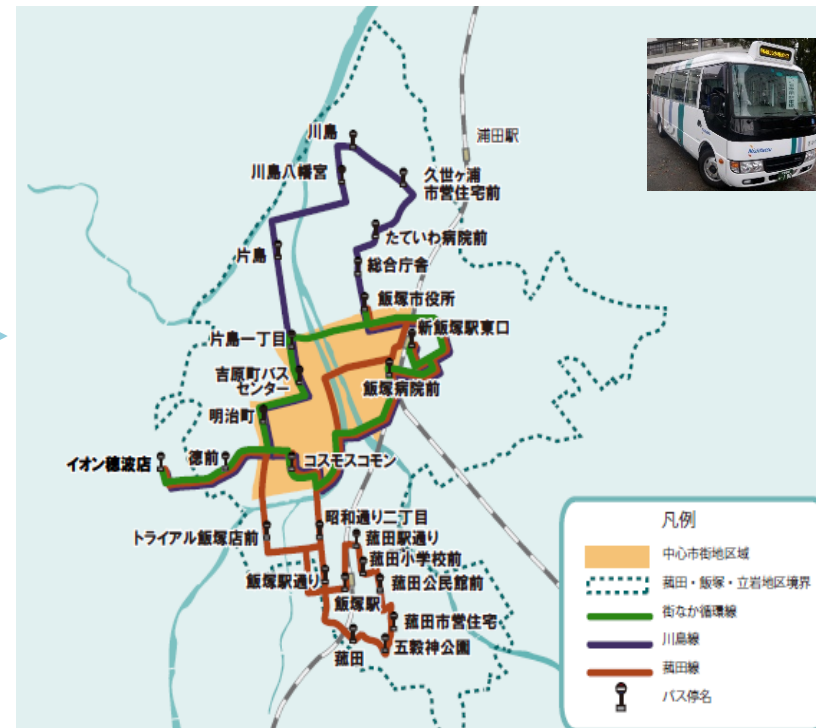 川島
浦田駅
川島八幡宮
久世ヶ浦
市営住宅前
たていわ病院前
片島
総合庁舎
飯塚市役所
新飯塚駅東口
片島一丁目
吉原町バス
センター
飯塚病院前
明治町
イオン穂波店
徳前
コスモスコモン
昭和通り二丁目
トライアル飯塚店前
菰田駅通り
菰田小学校前
飯塚駅通り
菰田公民館前
飯塚駅
菰田市営住宅
五穀神公園
菰田
凡例
中心市街地区域
菰田・飯塚・立岩地区境界
街なか循環線
川島線
菰田線
バス停名